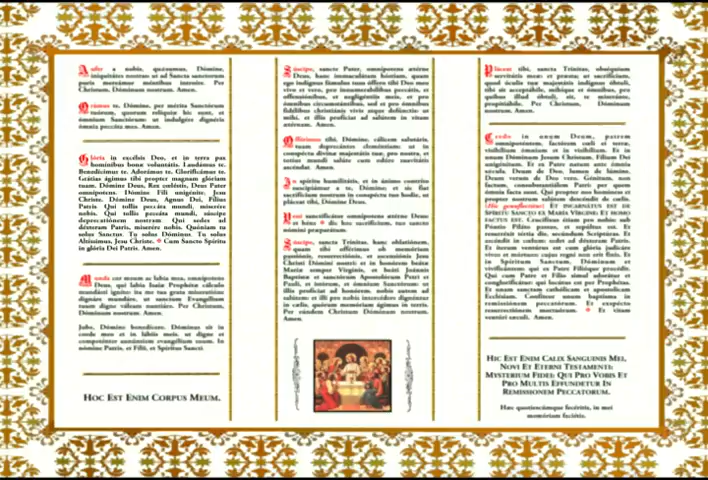 Aufer a nobis, quǽsumus, Dómine,
iniquitátes nostras: ut ad Sancta sanctorum
puris mereámur méntibus introíre. Per
Christum, Dóminum nostrum. Amen.
Orámus te, Dómine, per mérita Sanctórum
tuórum, quorum relíquiæ hic sunt, et
ómnium Sanctórum: ut indulgére dignéris
ómnia peccáta mea. Amen.
Glória in excelsis Deo, et in terra pax
homínibus bonæ voluntátis. Laudámus te.
Benedícimus te. Adorámus te. Glorificámus te.
Grátias ágimus tibi propter magnam glóriam
tuam. Dómine Deus, Rex cœléstis, Deus Pater
omnípotens. Dómine Fili unigénite, Jesu
Christe. Dómine Deus, Agnus Dei, Fílius
Patris Qui tollis peccáta mundi, miserére
nobis. Qui tollis peccáta mundi, súscipe
deprecatiónem nostram Qui sedes ad
déxteram Patris, miserére nobis. Quóniam tu
solus Sanctus. Tu solus Dóminus. Tu solus
Altíssimus, Jesu Christe. ✠ Cum Sancto Spíritu
in glória Dei Patris. Amen.
Munda cor meum ac labia mea, omnípotens
Deus, qui labia Isaíæ Prophétæ cálculo
mundásti igníto: ita me tua grata miseratióne
dignáre mundáre, ut sanctum Evangélium
tuum digne váleam nuntiáre. Per Christum,
Dóminum nostrum. Amen.
Jube, Dómine benedícere. Dóminus sit in
corde meo et in lábiis meis: ut digne et
competénter annúntiem evangélium suum. In
nómine Patris, et Fílii, et Spíritus Sancti.
HOC EST ENIM CORPUS MEUM.
Súscipe, sancte Pater, omnípotens ætérne
Deus, hanc immaculátam hóstiam, quam
ego indígnus fámulus tuus óffero tibi Deo meo
vivo et vero, pro innumerabílibus peccátis, et
offensiónibus, et negligéntiis meis, et pro
ómnibus circumstántibus, sed et pro ómnibus
fidélibus christiánis vivis atque defúnctis: ut
mihi, et illis profíciat ad salútem in vitam
ætérnam. Amen.
Offérimus tibi, Dómine, cálicem salutáris,
tuam deprecántes cleméntiam: ut in
conspéctu divínæ majestátis tuæ, pro nostra, et
totíus mundi salúte cum odóre suavitátis
ascéndat. Amen.
In spíritu humilitátis, et in ánimo contríto
suscipiámur a te, Dómine; et sic fiat
sacrifícium nostrum in conspéctu tuo hódie, ut
pláceat tibi, Dómine Deus.
Veni sanctificátor omnípotens ætérne Deus:
et béne ✠ dic hoc sacrifícium, tuo sancto
nómini præparátum.
Súscipe, sancta Trinitas, hanc oblatiónem,
quam tibi offérimus ob memóriam
passiónis, resurrectiónis, et ascensiónis Jesu
Christi Dómini nostri: et in honórem beátæ
Maríæ semper Vírginis, et beáti Joánnis
Baptistæ et sanctórum Apostolórum Petri et
Pauli, et istórum, et ómnium Sanctórum: ut
illis profíciat ad honórem, nobis autem ad
salútem: et illi pro nobis intercédere dignéntur
in cælis, quorum memóriam ágimus in terris.
Per eúndem Christum Dóminum nostrum.
Amen.
Pláceat tibi, sancta Trinitas, obséquium
servitútis meæ: et præsta; ut sacrifícium,
quod óculis tuæ majestátis indígnus óbtuli,
tibi sit acceptábile, mihíque et ómnibus, pro
quibus illud óbtuli, sit, te miseránte,
propitiábile. Per Christum, Dóminum
nostrum. Amen.
Credo in unum Deum, patrem
omnipoténtem, factórem cœli et terræ,
visibílium ómnium et invisibílium. Et in
unum Dóminum Jesum Christum, Fílium Dei
unigénitum. Et ex Patre natum ante ómnia
sǽcula. Deum de Deo, lumen de lúmine,
Deum verum de Deo vero. Génitum, non
factum, consubstantiálem Patri: per quem
ómnia facta sunt. Qui propter nos hómines et
propter nostram salútem descéndit de cælis.
(Hic genuflectitur) ET INCARNÁTUS EST DE
SPÍRITU SANCTO EX MARÍA VÍRGINE: ET HOMO
FACTUS EST. Crucifíxus étiam pro nobis: sub
Póntio Piláto passus, et sepúltus est. Et
resurréxit tértia die, secúndum Scriptúras. Et
ascéndit in cælum: sedet ad déxteram Patris.
Et íterum ventúrus est cum glória judicáre
vivos et mórtuos: cujus regni non erit finis. Et
in Spíritum Sanctum, Dóminum et
vivificántem: qui ex Patre Filióque procédit.
Qui cum Patre et Fílio simul adorátur et
conglorificátur: qui locútus est per Prophétas.
Et unam sanctam cathólicam et apostólicam
Ecclésiam. Confíteor unum baptísma in
remissiónem peccatórum. Et exspécto
resurrectiónem mortuórum. ✠ Et vitam
ventúri sæculi. Amen.
HIC EST ENIM CALIX SANGUINIS MEI,
NOVI ET ETERNI TESTAMENTI:
MYSTERIUM FIDEI: QUI PRO VOBIS ET
PRO MULTIS EFFUNDETUR IN
REMISSIONEM PECCATORUM.
Hæc quotiescúmque fecéritis, in mei
memóriam faciétis.